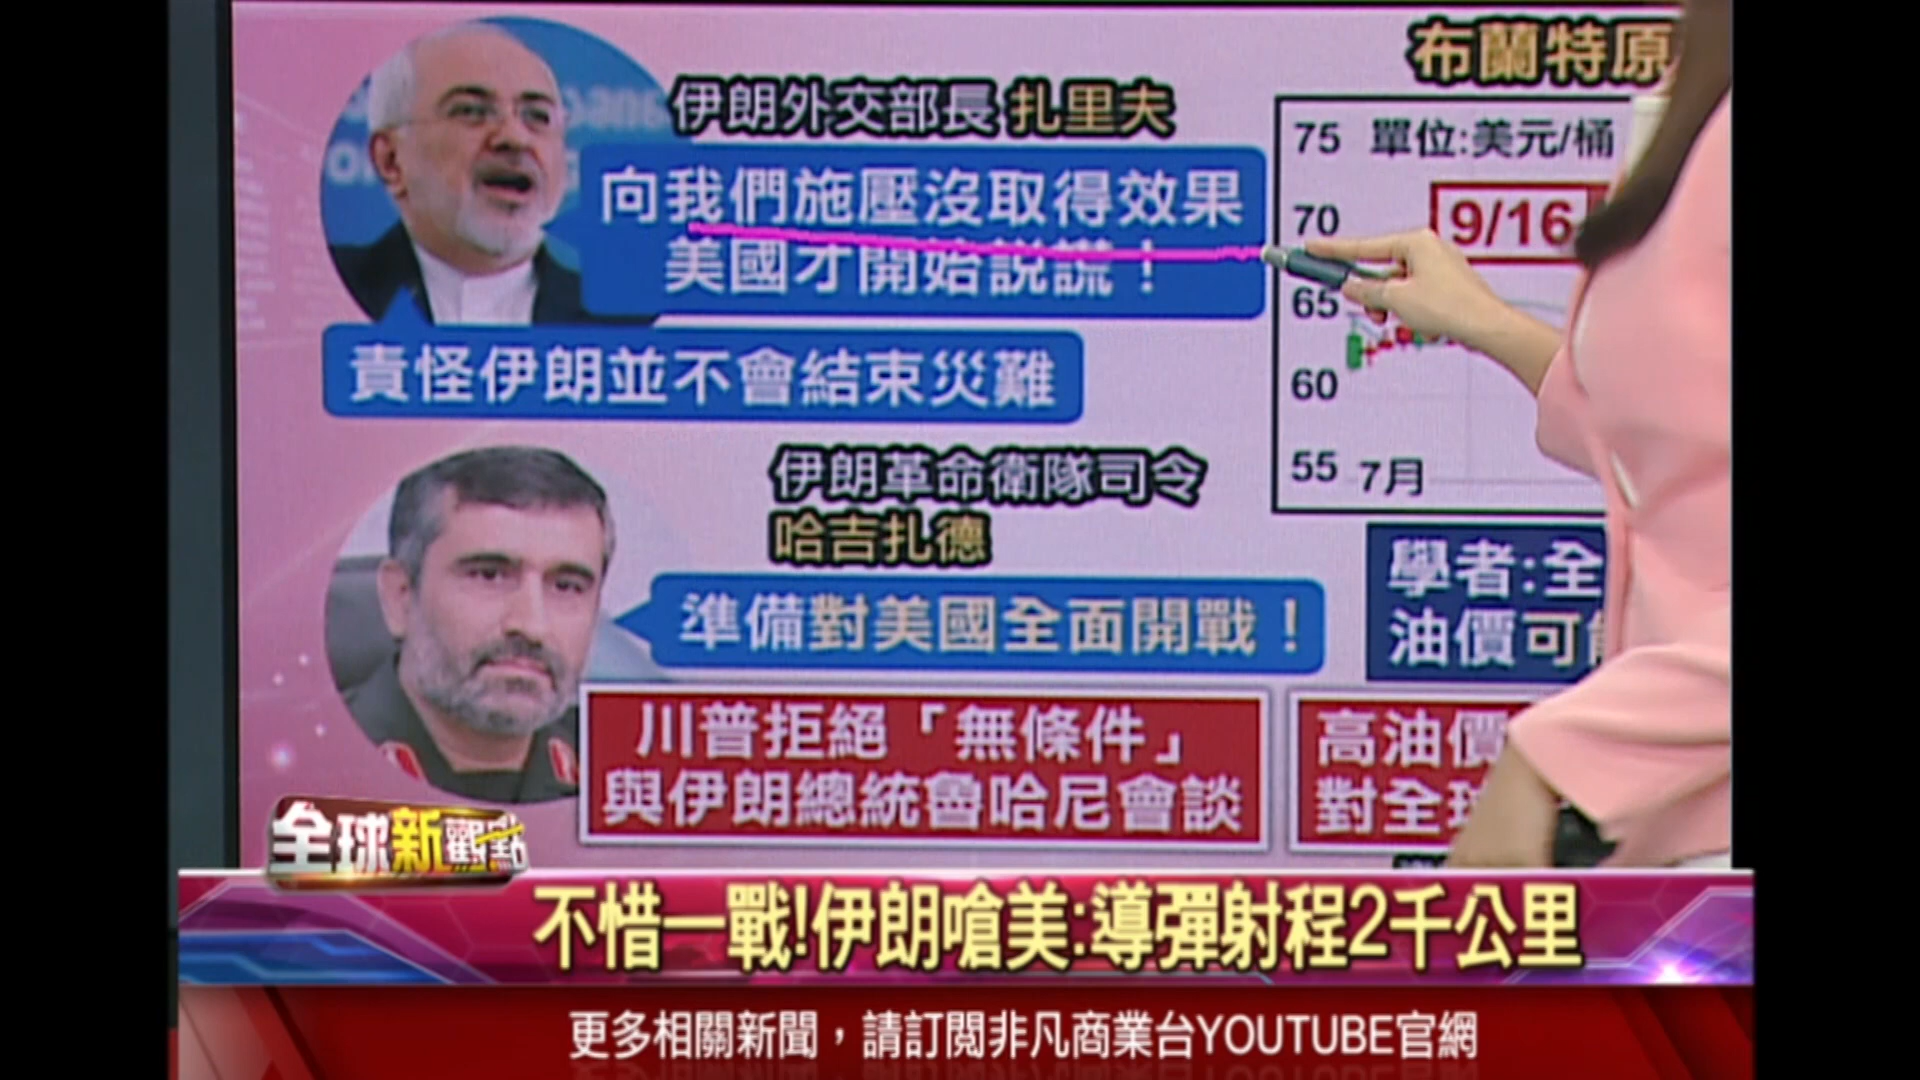 布蘭特原
伊朗外交部長 扎里夫
向我們施壓沒取得效果
美國才開始説謊！
責怪伊朗並不會結束災難
75 單位:美元/桶
70
9/16
65
60
55 7月
伊朗革命衛隊司令
哈吉扎德
準備對美國全面開戰！
學者:全
油價可
川普拒絕「無條件」
與伊朗總統魯哈尼會談
高油價
對全球
全球新觀點
不惜一戰!伊朗嗆美:導彈射程2千公里
更多相關新聞，請訂閱非凡商業台YOUTUBE官網